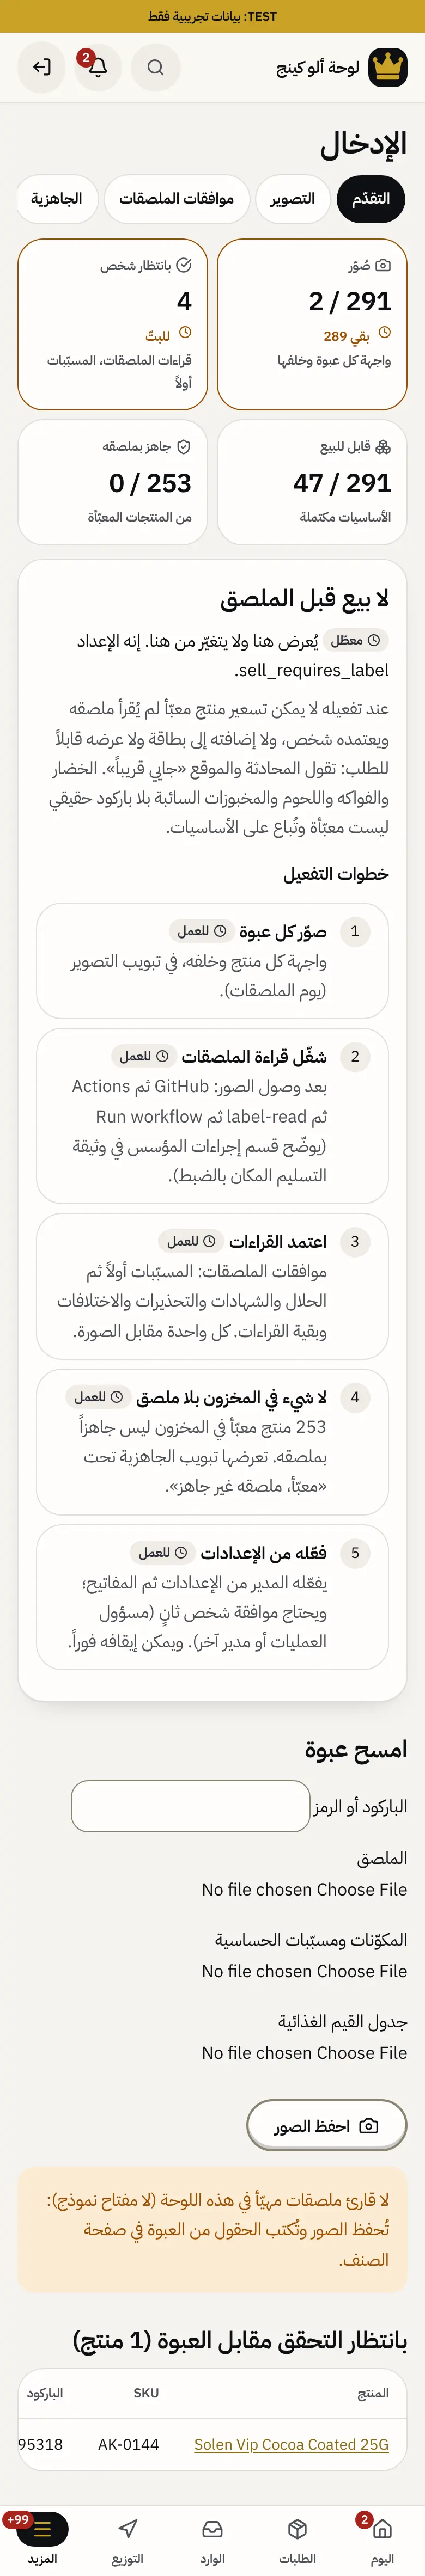 TEST: بيانات تجريبية فقط
لوحة ألو كينج
2
الإدخال
التقدّم
التصوير
موافقات الملصقات
الجاهزية
صُوّر
2 / 291
بقي 289
واجهة كل عبوة وخلفها
بانتظار شخص
4
للبتّ
قراءات الملصقات، المسبّبات
أولاً
قابل للبيع
47 / 291
الأساسيات مكتملة
جاهز بملصقه
0 / 253
من المنتجات المعبّأة
لا بيع قبل الملصق
معطّل يُعرض هنا ولا يتغيّر من هنا. إنه الإعداد
sell_requires_label.
عند تفعيله لا يمكن تسعير منتج معبّأ لم يُقرأ ملصقه
ويعتمده شخص، ولا إضافته إلى بطاقة ولا عرضه قابلاً
للطلب: تقول المحادثة والموقع «جايي قريباً». الخضار
والفواكه واللحوم والمخبوزات السائبة بلا باركود حقيقي
ليست معبّأة وتُباع على الأساسيات.
خطوات التفعيل
1
صوّر كل عبوة للعمل
واجهة كل منتج وخلفه، في تبويب التصوير
(يوم الملصقات).
2
شغّل قراءة الملصقات للعمل
بعد وصول الصور: GitHub ثم Actions
ثم label-read ثم Run workflow
(يوضّح قسم إجراءات المؤسس في وثيقة
التسليم المكان بالضبط).
3
اعتمد القراءات للعمل
موافقات الملصقات: المسبّبات أولاً ثم
الحلال والشهادات والتحذيرات والاختلافات
وبقية القراءات. كل واحدة مقابل الصورة.
4
لا شيء في المخزون بلا ملصق للعمل
253 منتج معبّأ في المخزون ليس جاهزاً
بملصقه. تعرضها تبويب الجاهزية تحت
«معبّأ، ملصقه غير جاهز».
5
فعّله من الإعدادات للعمل
يفعّله المدير من الإعدادات ثم المفاتيح؛
ويحتاج موافقة شخص ثانٍ (مسؤول
العمليات أو مدير آخر). ويمكن إيقافه فوراً.
امسح عبوة
الباركود أو الرمز
الملصق
Choose File No file chosen
المكوّنات ومسبّبات الحساسية
Choose File No file chosen
جدول القيم الغذائية
Choose File No file chosen
احفظ الصور
لا قارئ ملصقات مهيّأ في هذه اللوحة (لا مفتاح نموذج):
تُحفظ الصور وتُكتب الحقول من العبوة في صفحة
الصنف.
بانتظار التحقق مقابل العبوة (1 منتج)
المنتج SKU الباركود
Solen Vip Cocoa Coated 25G AK-0144 95318
2
اليوم
الطلبات
الوارد
التوزيع
المزيد
99+